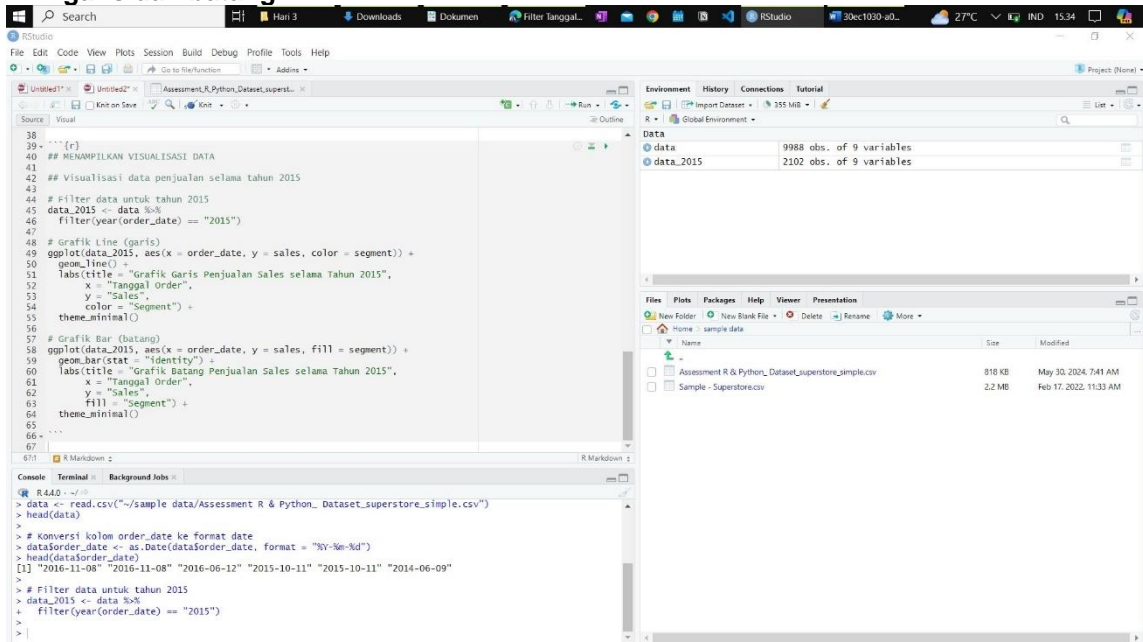 Search
Hari 3
Downloads
Dokumen
Filter Tanggal...
RStudio
30ec1030-a0...
27°C
IND
15.34
RStudio
File Edit Code View Plots Session Build Debug Profile Tools Help
Go to file/function
Addins
Project: (None)
Untitled1*
Untitled2*
Assessment_R_Python_Dataset_superst...
Knit on Save
Knit
Run
Source Visual
Outline
38
39 ```{r}
40 ## MENAMPILKAN VISUALISASI DATA
41
42 ## Visualisasi data penjualan selama tahun 2015
43
44 # Filter data untuk tahun 2015
45 data_2015 <- data %>%
46 filter(year(order_date) == "2015")
47
48 # Grafik Line (garis)
49 ggplot(data_2015, aes(x = order_date, y = sales, color = segment)) +
50 geom_line() +
51 labs(title = "Grafik Garis Penjualan Sales selama Tahun 2015",
52 x = "Tanggal Order",
53 y = "Sales",
54 color = "Segment") +
55 theme_minimal()
56
57 # Grafik Bar (batang)
58 ggplot(data_2015, aes(x = order_date, y = sales, fill = segment)) +
59 geom_bar(stat = "identity") +
60 labs(title = "Grafik Batang Penjualan Sales selama Tahun 2015",
61 x = "Tanggal Order",
62 y = "Sales",
63 fill = "Segment") +
64 theme_minimal()
65
66 ```
67
67:1 R Markdown
R Markdown
Console Terminal Background Jobs
R 4.4.0 · ~/
> data <- read.csv("~/sample data/Assessment R & Python_ Dataset_superstore_simple.csv")
> head(data)
>
> # Konversi kolom order_date ke format date
> data$order_date <- as.Date(data$order_date, format = "%Y-%m-%d")
> head(data$order_date)
[1] "2016-11-08" "2016-11-08" "2016-06-12" "2015-10-11" "2015-10-11" "2014-06-09"
>
> # Filter data untuk tahun 2015
> data_2015 <- data %>%
+ filter(year(order_date) == "2015")
>
>
Environment History Connections Tutorial
Import Dataset
355 MiB
List
R Global Environment
Data
data 9988 obs. of 9 variables
data_2015 2102 obs. of 9 variables
Files Plots Packages Help Viewer Presentation
New Folder New Blank File Delete Rename More
Home sample data
Name Size Modified
..
Assessment R & Python_ Dataset_superstore_simple.csv 818 KB May 30, 2024, 7:41 AM
Sample - Superstore.csv 2.2 MB Feb 17, 2022, 11:33 AM